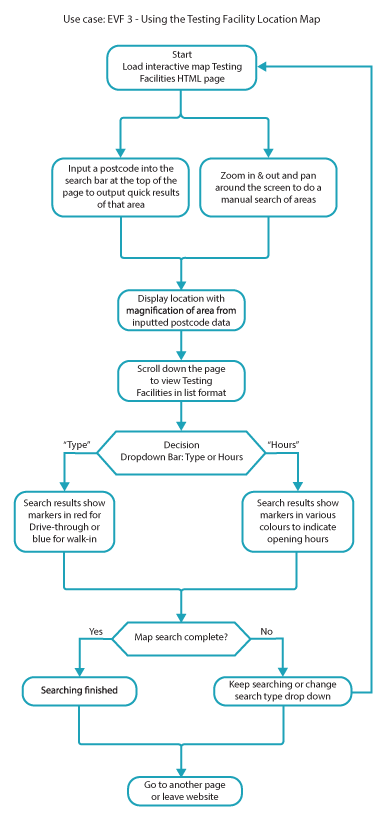 Use case: EVF 3 - Using the Testing Facility Location Map
Start
Load interactive map Testing
Facilities HTML page
Input a postcode into the
search bar at the top of the
page to output quick results
of that area
Zoom in & out and pan
around the screen to do a
manual search of areas
Display location with
magnification of area from
inputted postcode data
Scroll down the page
to view Testing
Facilities in list format
"Type"
Decision
Dropdown Bar: Type or Hours
"Hours"
Search results show
markers in red for
Drive-through or
blue for walk-in
Search results show
markers in various
colours to indicate
opening hours
Yes
Map search complete?
No
Searching finished
Keep searching or change
search type drop down
Go to another page
or leave website